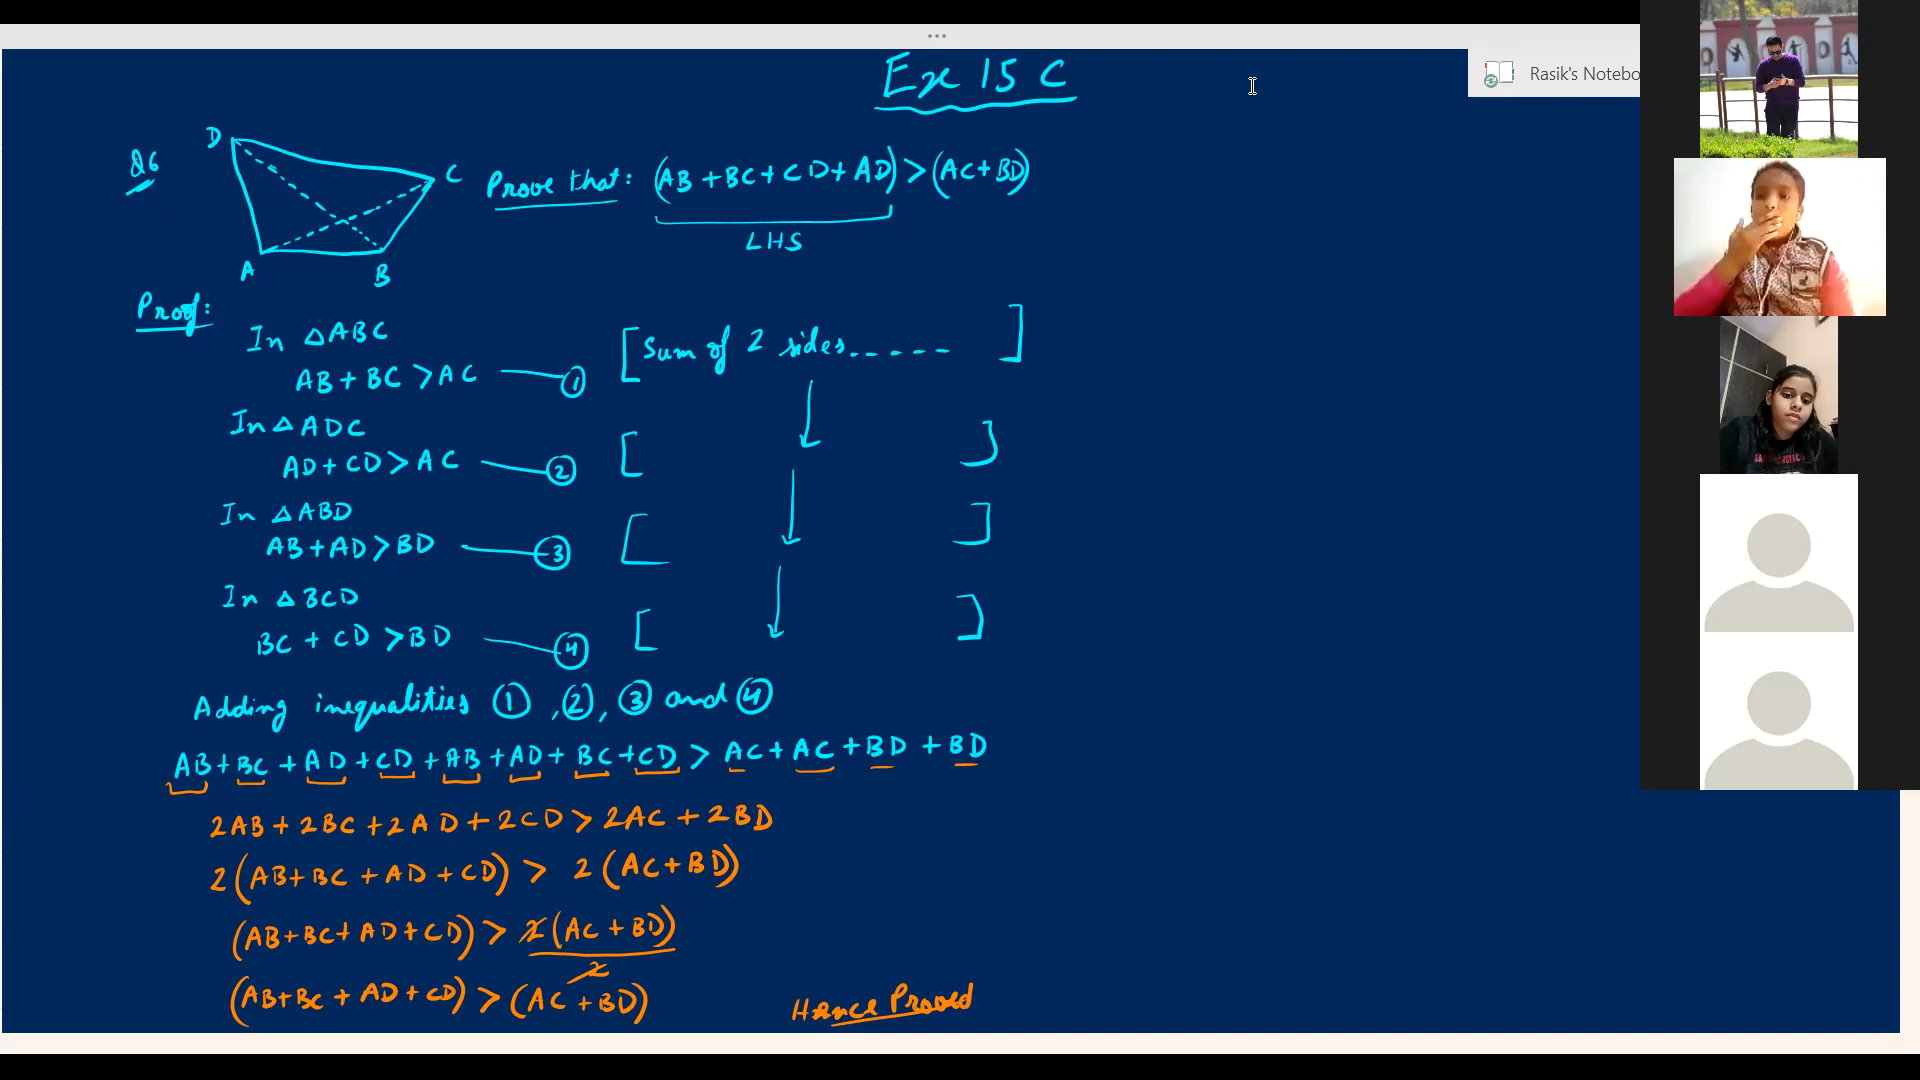 Ex 15 C
Rasik's Notebo
Q6
D
C
A
B
Prove that: (AB + BC + CD + AD) > (AC + BD)
LHS
Proof:
In △ABC
AB + BC > AC ① [Sum of 2 sides.....]
In △ADC
AD + CD > AC ② [ ]
In △ABD
AB + AD > BD ③ [ ]
In △BCD
BC + CD > BD ④ [ ]
Adding inequalities ①, ②, ③ and ④
AB + BC + AD + CD + AB + AD + BC + CD > AC + AC + BD + BD
2AB + 2BC + 2AD + 2CD > 2AC + 2BD
2(AB + BC + AD + CD) > 2(AC + BD)
(AB + BC + AD + CD) > 2(AC + BD)
2
(AB + BC + AD + CD) > (AC + BD)
Hence Proved